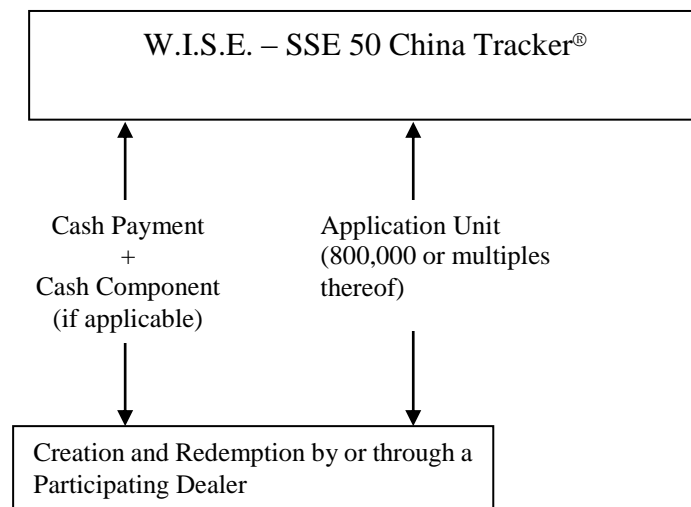 W.I.S.E. – SSE 50 China Tracker®
Cash Payment
+
Cash Component
(if applicable)
Application Unit
(800,000 or multiples
thereof)
Creation and Redemption by or through a
Participating Dealer